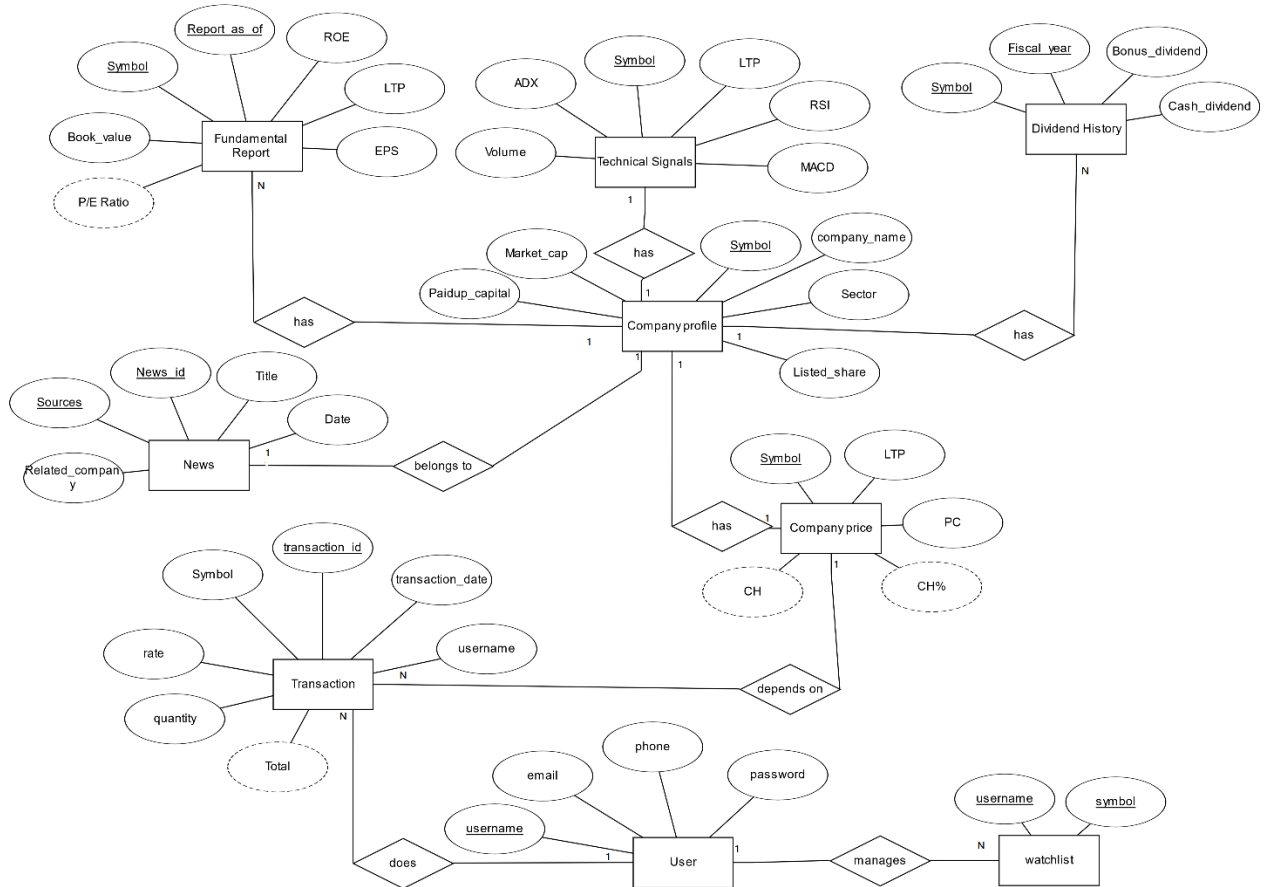 Report_as_of
ROE
Symbol
LTP
Book_value
Fundamental
Report
EPS
P/E Ratio
N
Symbol
LTP
ADX
RSI
Volume
Technical Signals
MACD
1
Fiscal_year
Bonus_dividend
Symbol
Cash_dividend
Dividend History
N
has
Market_cap
Symbol
company_name
Paidup_capital
1
Sector
Company profile
has
has
1
1
1
1
Listed_share
News_id
Title
Sources
Date
News
1
Related_compan
y
belongs to
Symbol
LTP
has
1
Company price
PC
CH
1
CH%
transaction_id
Symbol
transaction_date
rate
username
Transaction
N
depends on
quantity
N
Total
phone
email
password
username
username
symbol
does
1
User
1
manages
N
watchlist